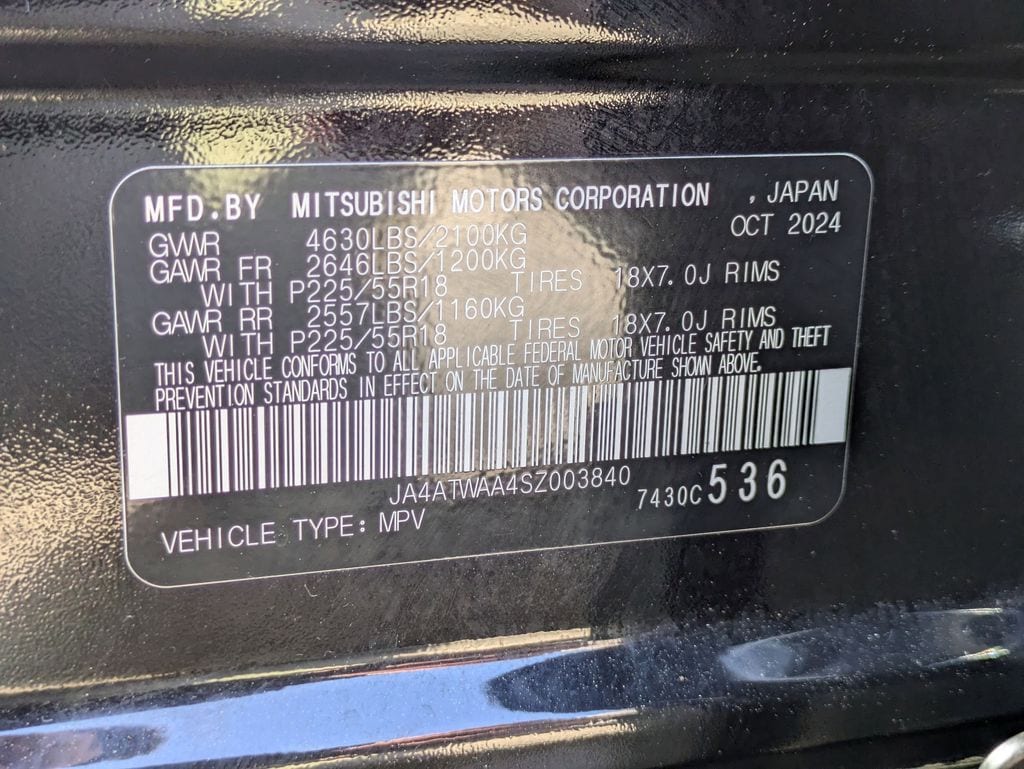 MFD.BY MITSUBISHI MOTORS CORPORATION , JAPAN
OCT 2024
GVWR 4630LBS/2100KG
GAWR FR 2646LBS/1200KG
WITH P225/55R18 TIRES 18X7.0J RIMS
GAWR RR 2557LBS/1160KG
WITH P225/55R18 TIRES 18X7.0J RIMS
THIS VEHICLE CONFORMS TO ALL APPLICABLE FEDERAL MOTOR VEHICLE SAFETY AND THEFT
PREVENTION STANDARDS IN EFFECT ON THE DATE OF MANUFACTURE SHOWN ABOVE.
JA4ATWAA4SZ003840
7430C536
VEHICLE TYPE: MPV